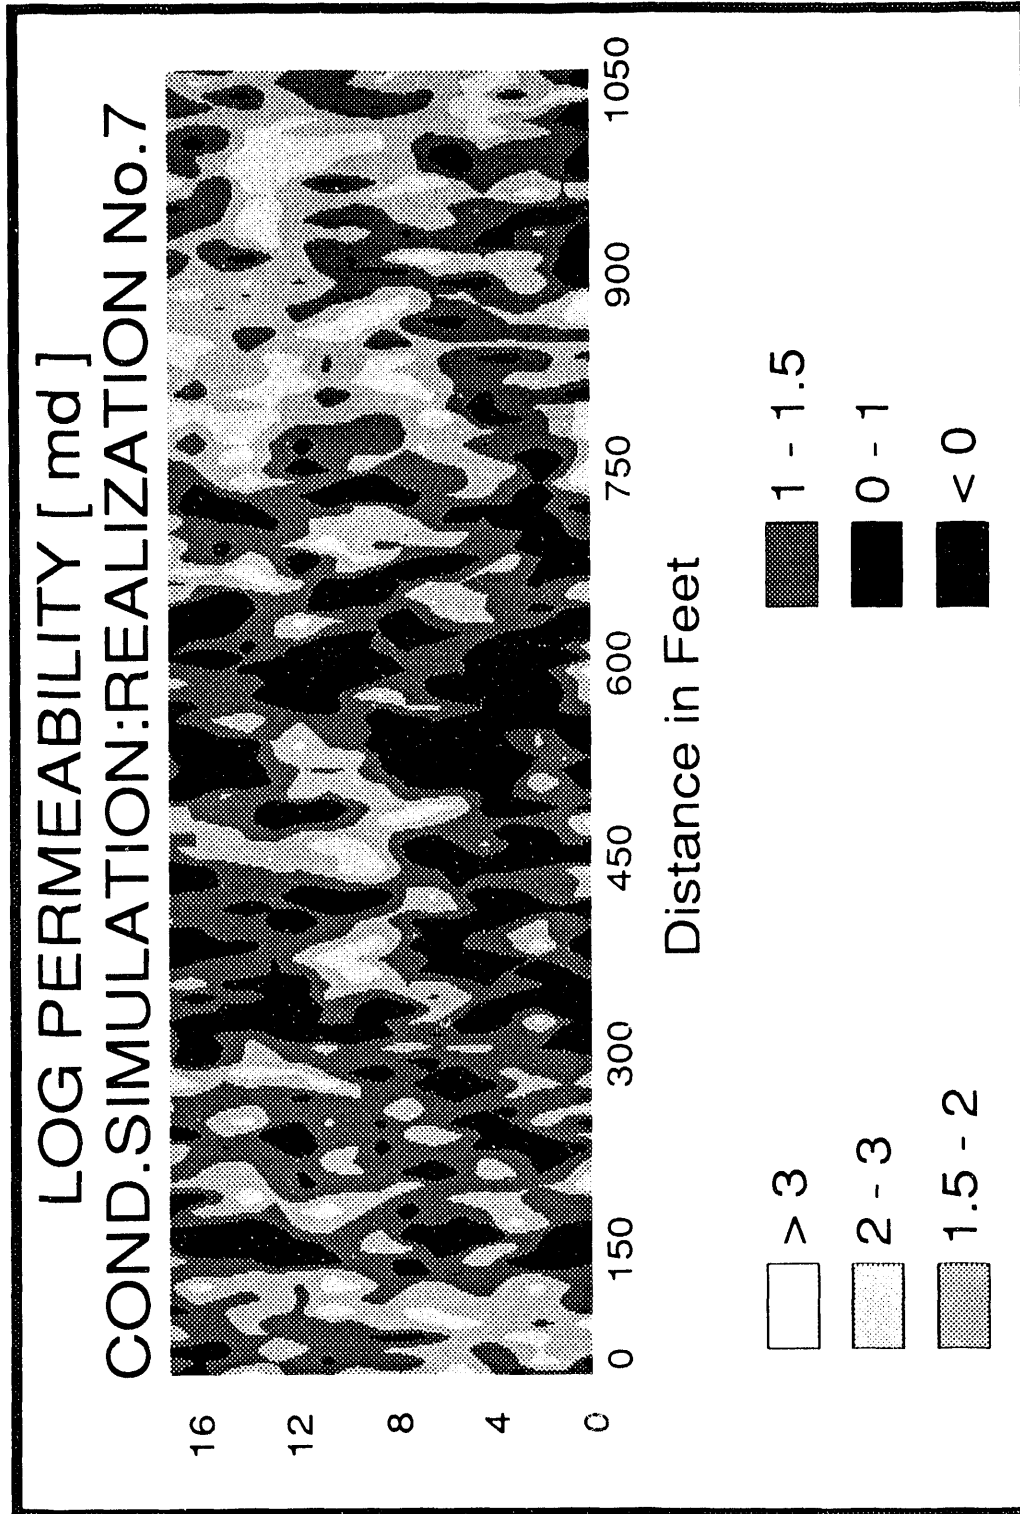 LOG PERMEABILITY [ md ]
COND.SIMULATION:REALIZATION No.7
16
12
8
4
0
0 150 300 450 600 750 900 1050
Distance in Feet
> 3
2 - 3
1.5 - 2
1 - 1.5
0 - 1
< 0